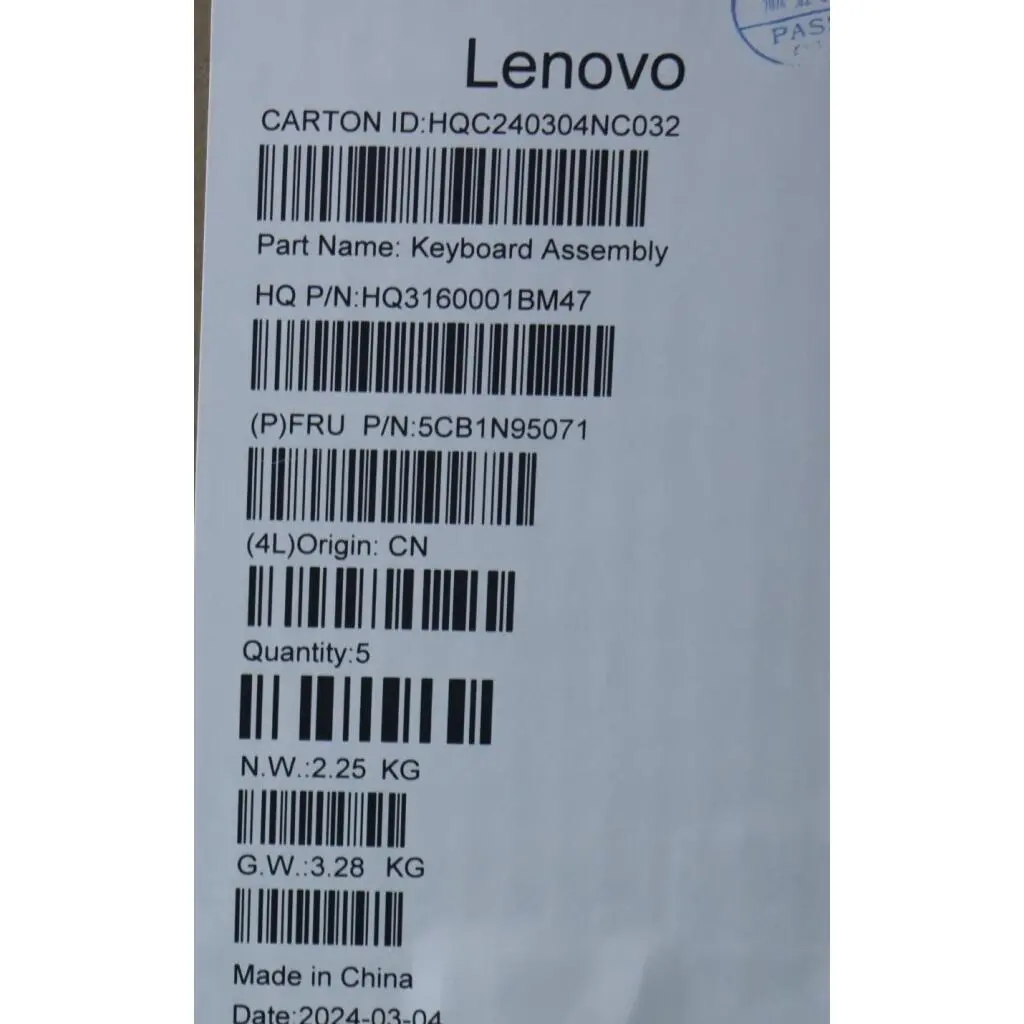 Lenovo
CARTON ID:HQC240304NC032
Part Name: Keyboard Assembly
HQ P/N:HQ3160001BM47
(P)FRU P/N:5CB1N95071
(4L)Origin: CN
Quantity:5
N.W.:2.25 KG
G.W.:3.28 KG
Made in China
Date:2024-03-04